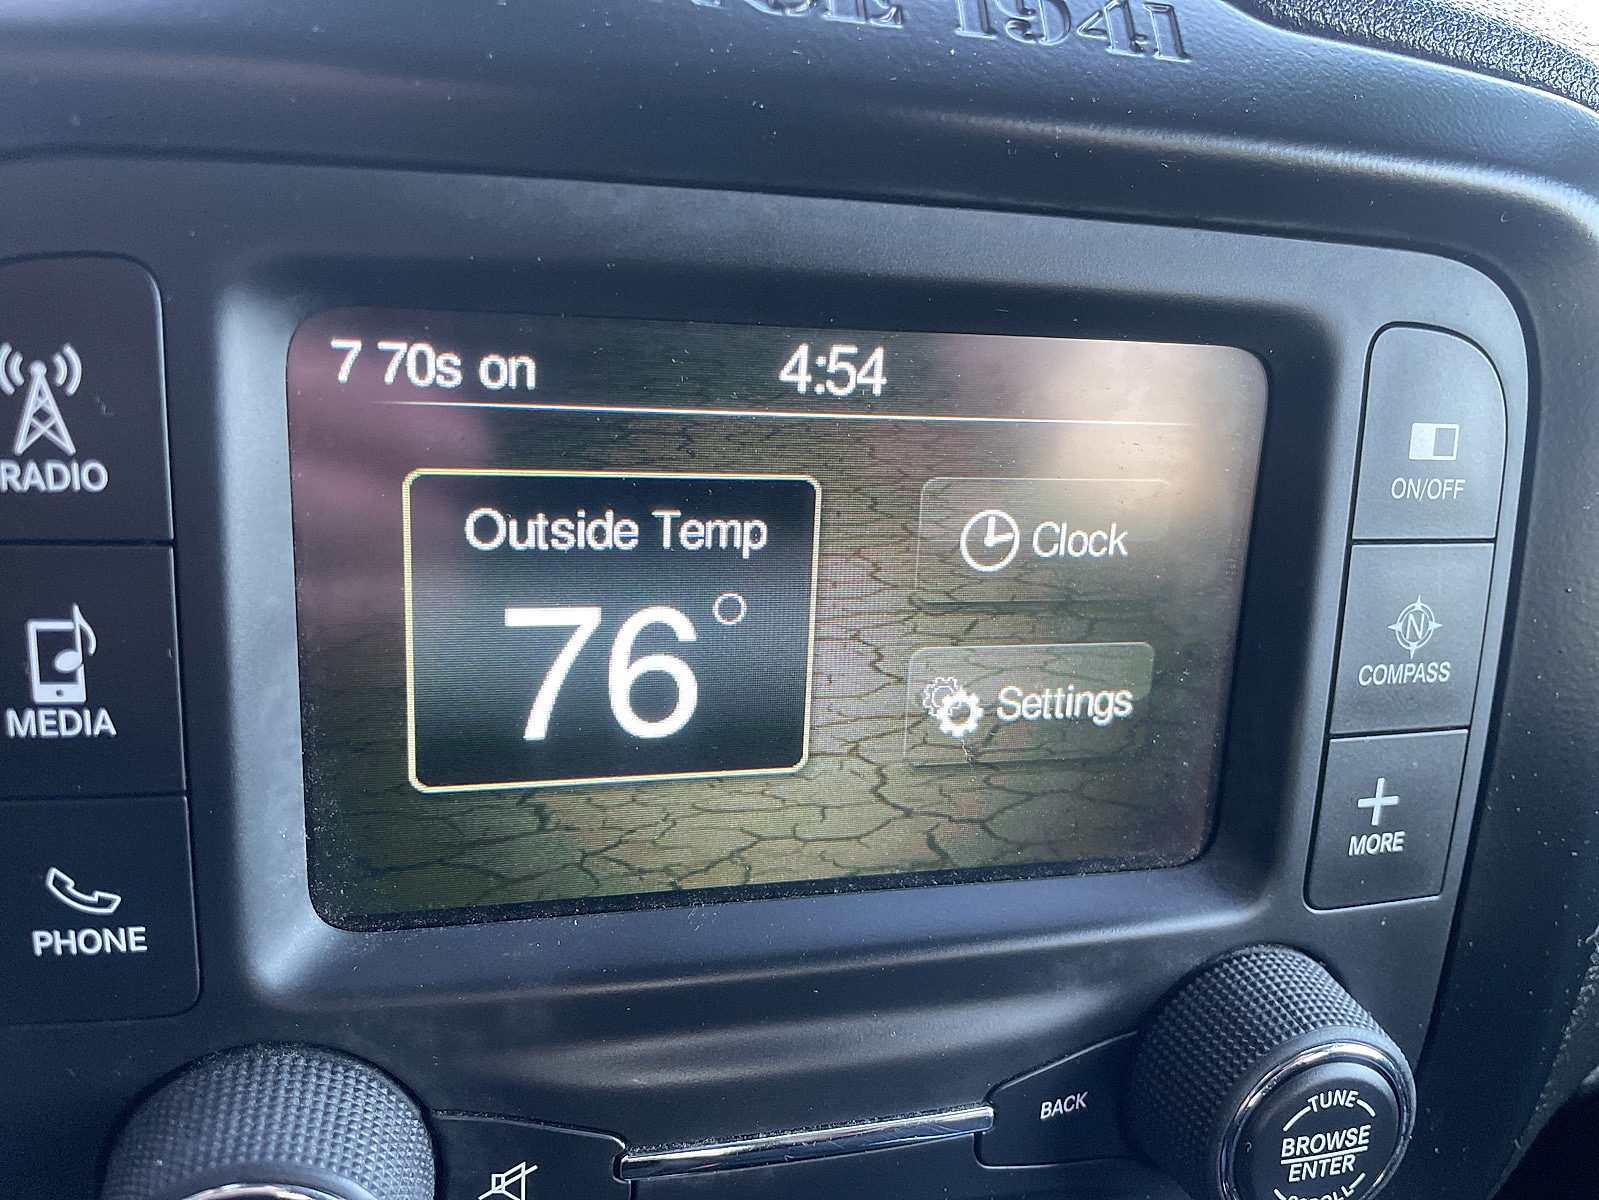 1941
7 70s on
4:54
Outside Temp
76°
Clock
Settings
RADIO
MEDIA
PHONE
ON/OFF
N
COMPASS
MORE
BACK
TUNE
BROWSE
ENTER